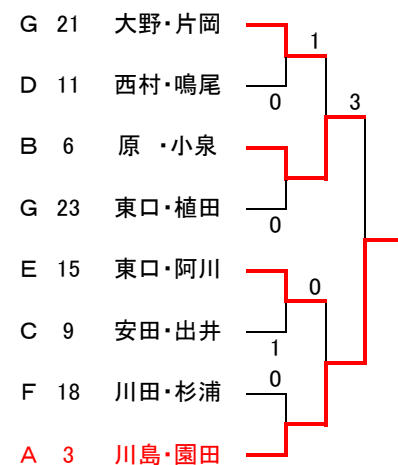 G 21 大野・片岡
1
D 11 西村・鳴尾
0
3
B 6 原 ・小泉
G 23 東口・植田
0
E 15 東口・阿川
0
C 9 安田・出井
1
0
F 18 川田・杉浦
A 3 川島・園田